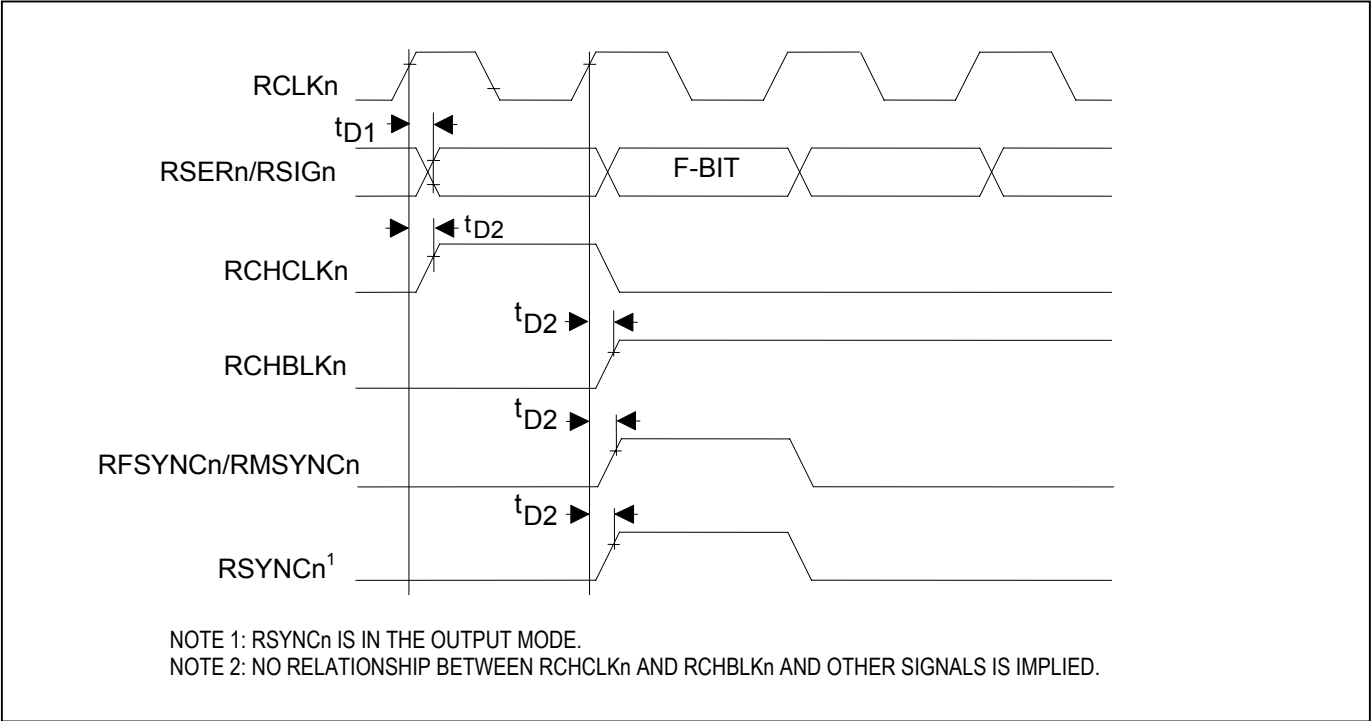 RCLKn
tD1
RSERn/RSIGn
F-BIT
tD2
RCHCLKn
tD2
RCHBLKn
tD2
RFSYNCn/RMSYNCn
tD2
RSYNCn1
NOTE 1: RSYNCn IS IN THE OUTPUT MODE.
NOTE 2: NO RELATIONSHIP BETWEEN RCHCLKn AND RCHBLKn AND OTHER SIGNALS IS IMPLIED.